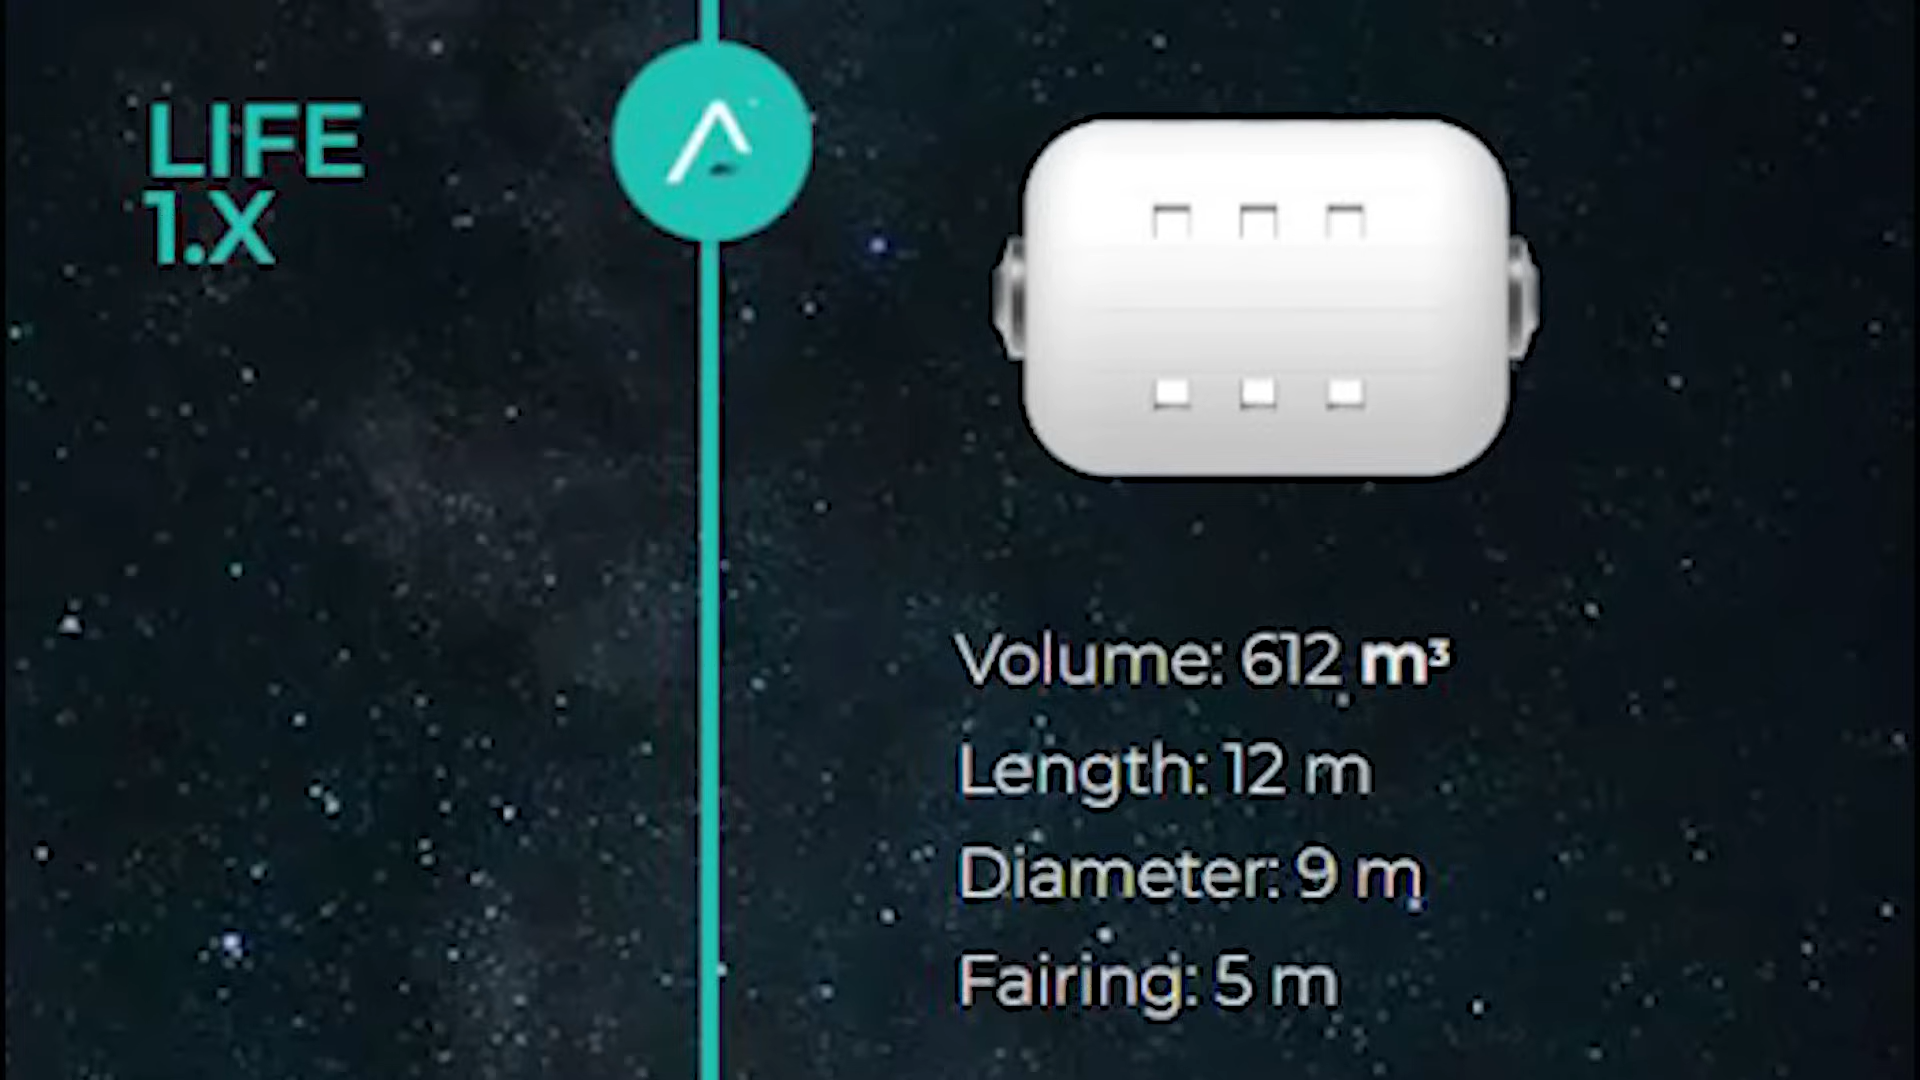 LIFE
1.X
Volume: 612 m³
Length: 12 m
Diameter: 9 m
Fairing: 5 m